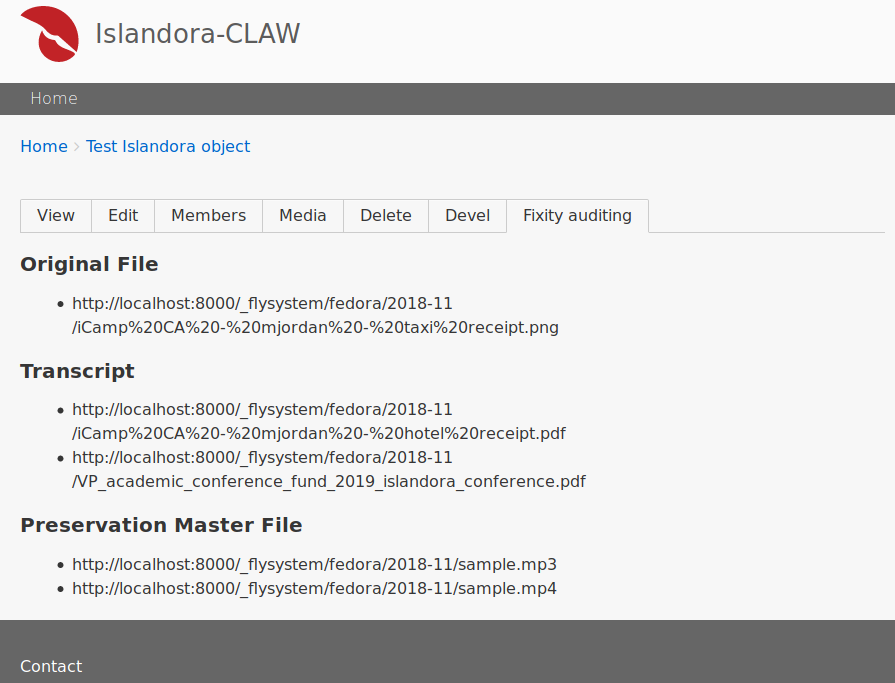 Islandora-CLAW
Home
Home › Test Islandora object
View Edit Members Media Delete Devel Fixity auditing
Original File
• http://localhost:8000/_flysystem/fedora/2018-11
/iCamp%20CA%20-%20mjordan%20-%20taxi%20receipt.png
Transcript
• http://localhost:8000/_flysystem/fedora/2018-11
/iCamp%20CA%20-%20mjordan%20-%20hotel%20receipt.pdf
• http://localhost:8000/_flysystem/fedora/2018-11
/VP_academic_conference_fund_2019_islandora_conference.pdf
Preservation Master File
• http://localhost:8000/_flysystem/fedora/2018-11/sample.mp3
• http://localhost:8000/_flysystem/fedora/2018-11/sample.mp4
Contact